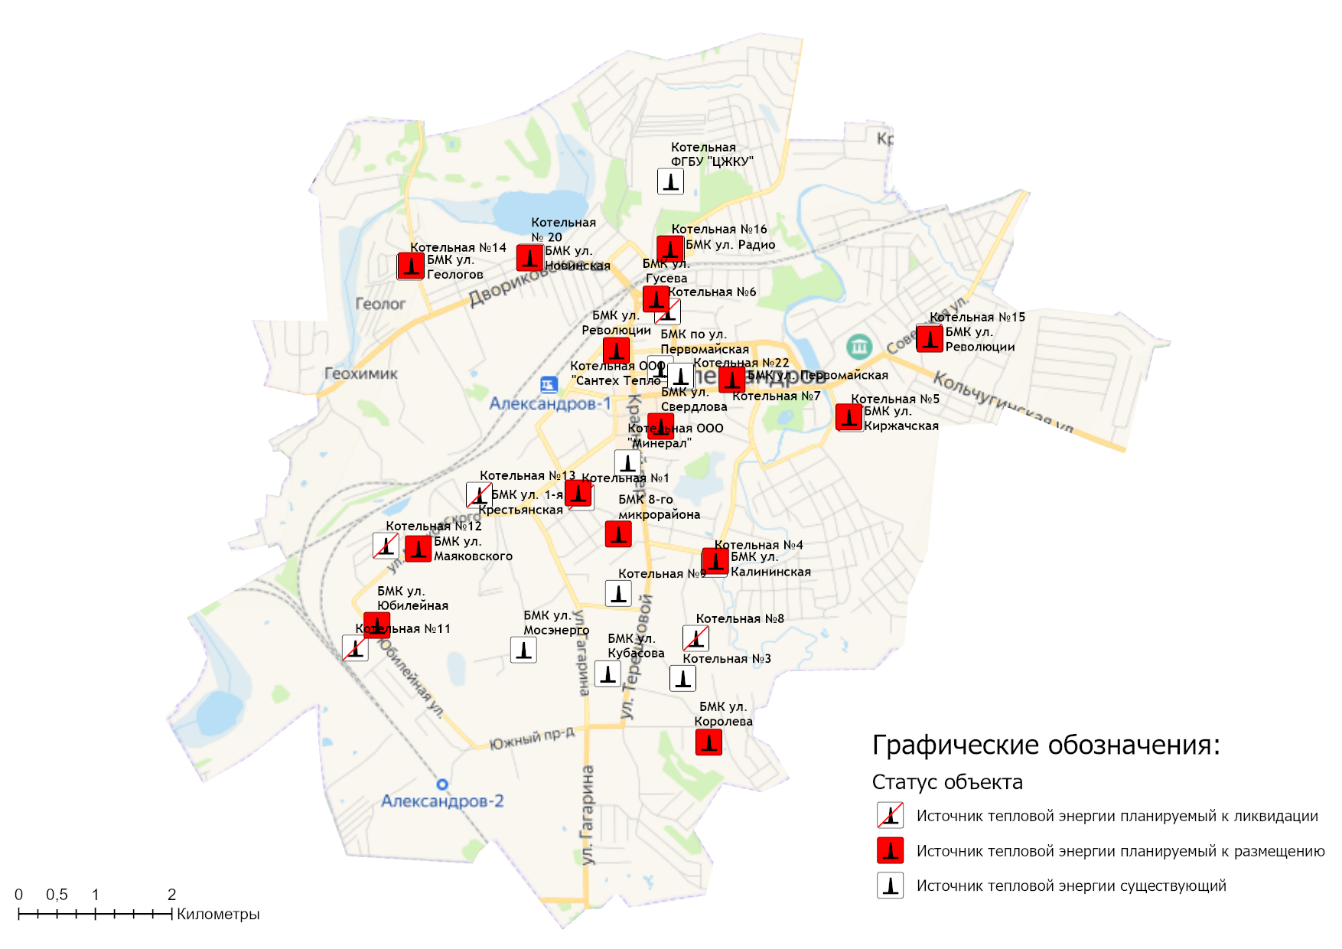 Котельная
ФГБУ "ЦЖКУ"
Кр
Котельная
№ 20
Котельная №16
БМК ул. Радио
Котельная №14
БМК ул.
Геологов
БМК ул.
Новинская
Двориковское ш
БМК ул.
Гусева
Котельная №6
Геолог
БМК ул.
Революции
Советская ул.
Котельная №15
БМК ул.
Революции
БМК по ул.
Первомайская
Геохимик
Котельная ООО
"Сантех Тепло"
Котельная №22
БМК ул. Первомайская
Александров
Котельная №7
Кольчугинская ул.
Александров-1
БМК ул.
Свердлова
Котельная №5
БМК ул.
Киржачская
Котельная ООО
"Минерал"
Котельная №13
Котельная №1
БМК ул. 1-я
Крестьянская
БМК 8-го
микрорайона
Котельная №12
БМК ул.
Маяковского
Котельная №4
БМК ул.
Калининская
Котельная №9
БМК ул.
Юбилейная
Котельная №11
БМК ул.
Мосэнерго
Котельная №8
БМК ул.
Кубасова
Котельная №3
ул. Гагарина
ул. Терешковой
Юбилейная ул.
БМК ул.
Королева
Южный пр-д
Александров-2
ул. Гагарина
Графические обозначения:
Статус объекта
Источник тепловой энергии планируемый к ликвидации
Источник тепловой энергии планируемый к размещению
Источник тепловой энергии существующий
0 0,5 1 2
Километры